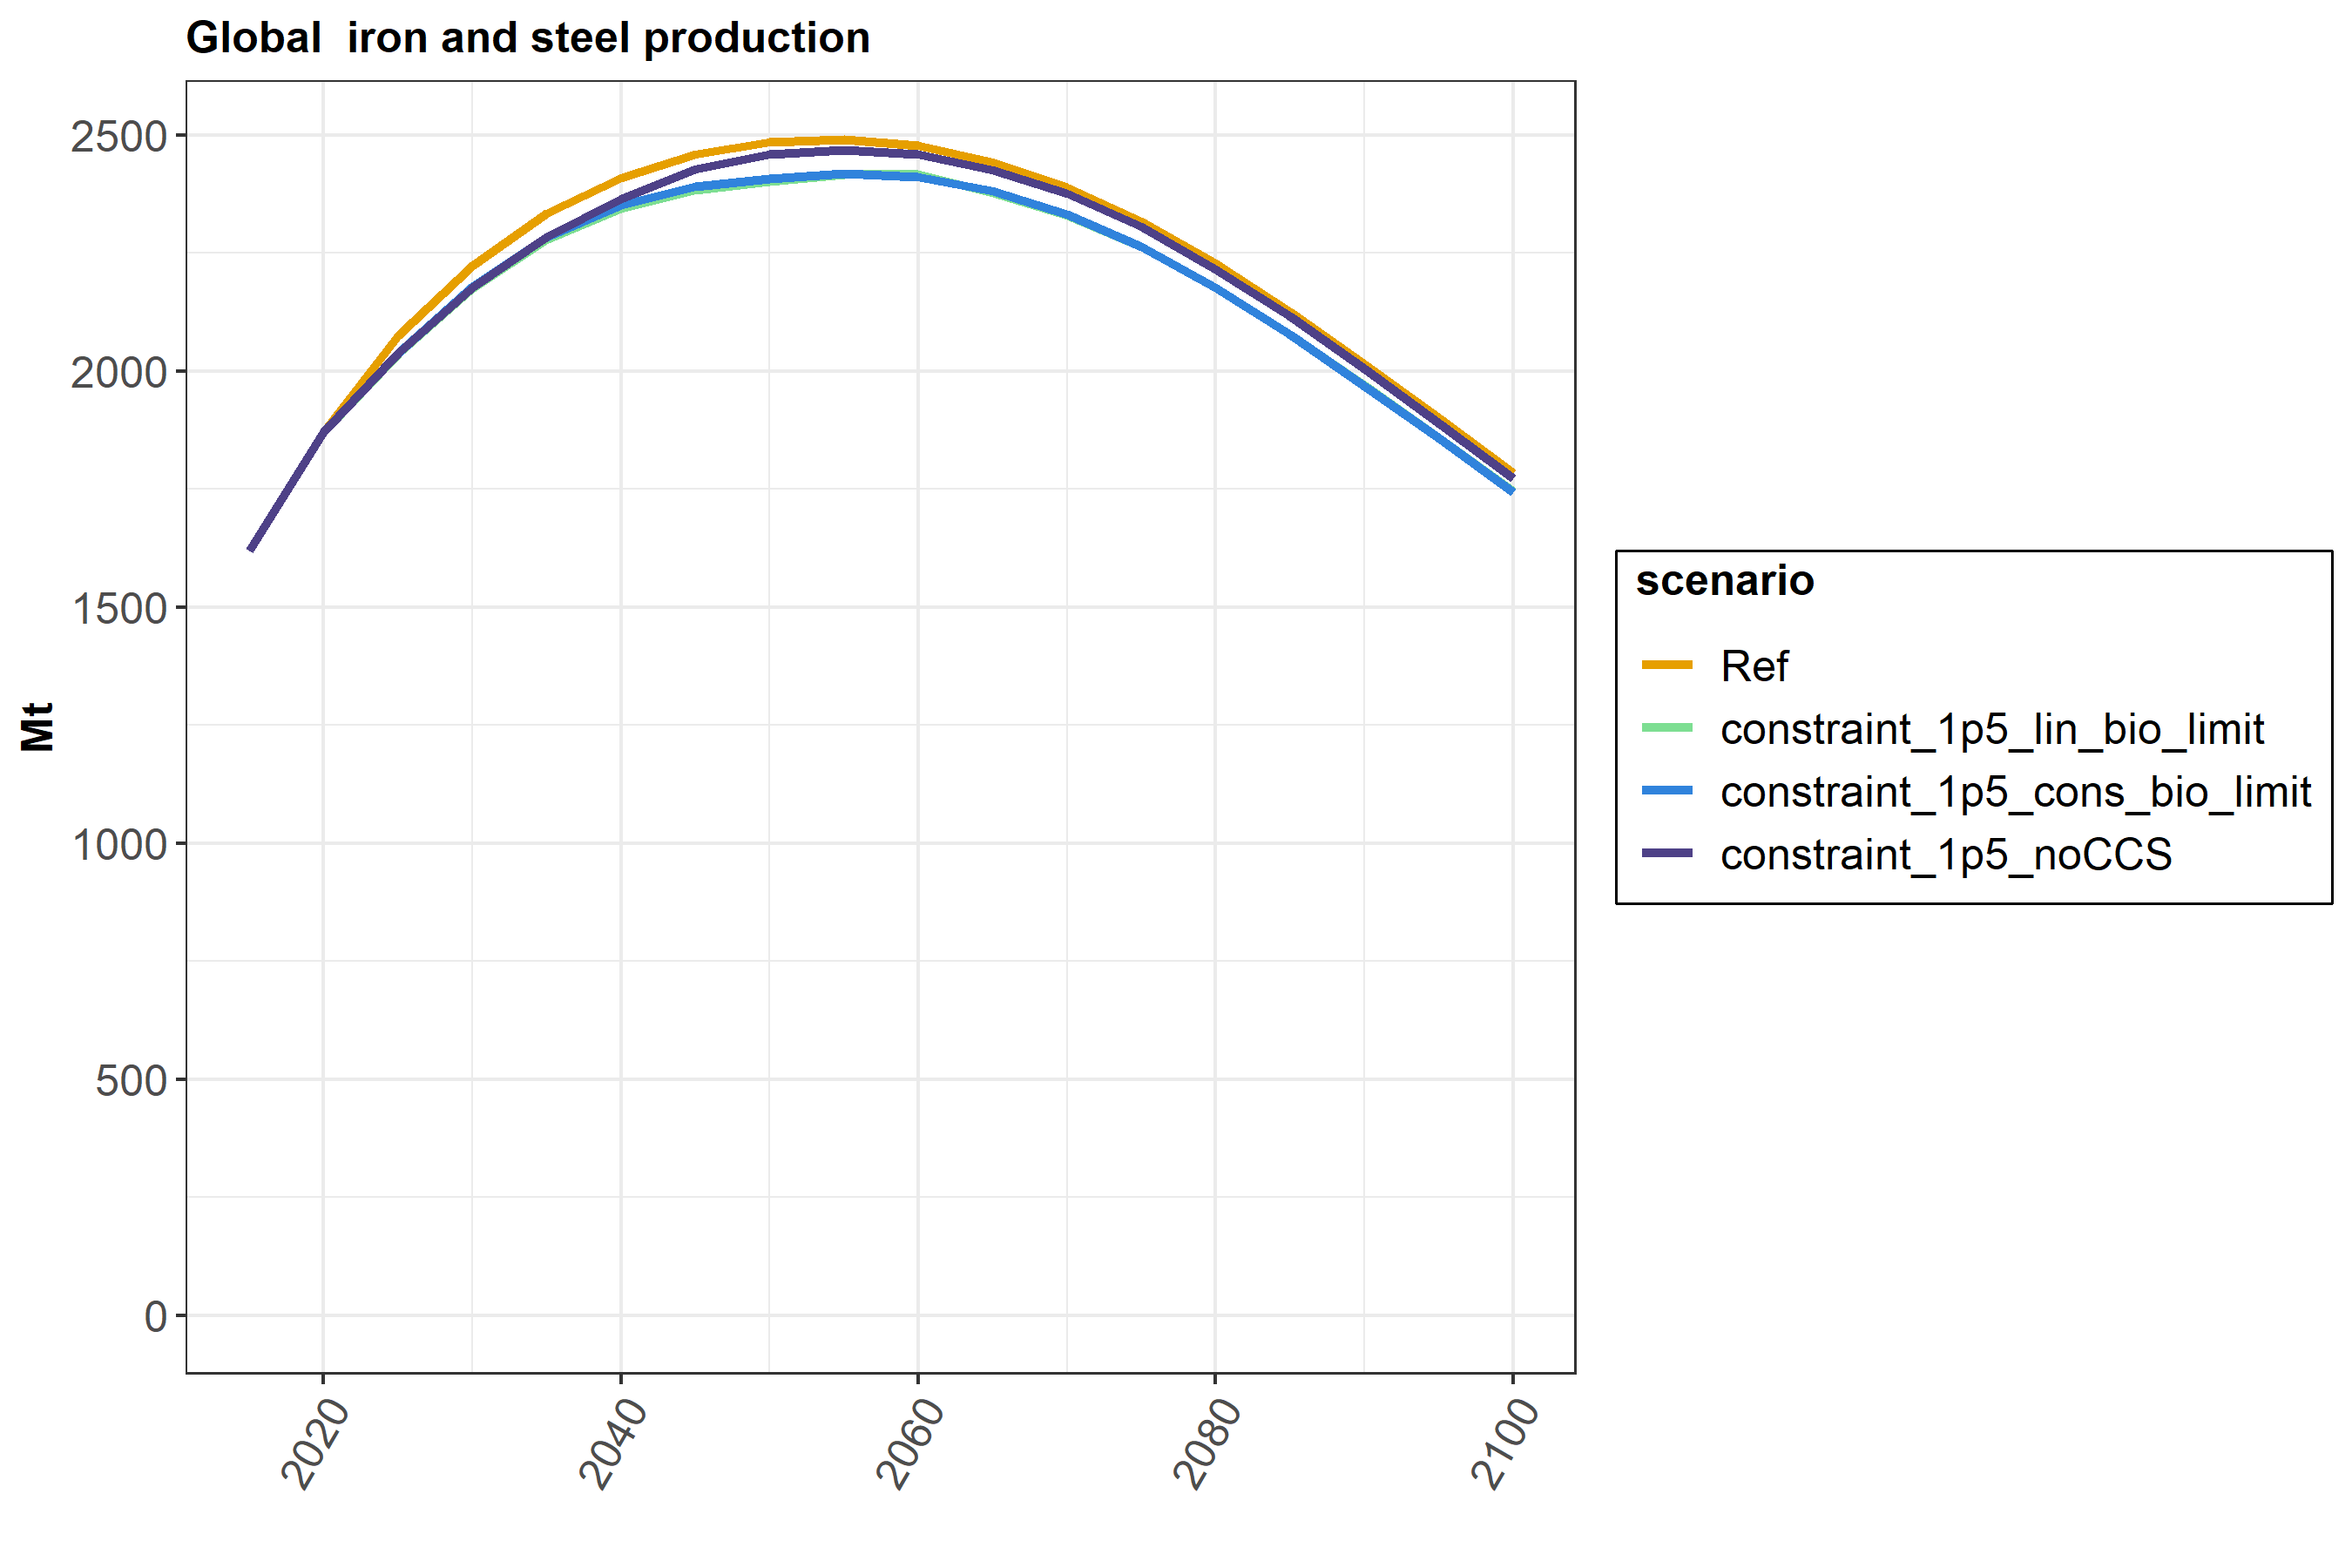 Global  iron and steel production
Mt
2500
2000
1500
1000
500
0
2020
2040
2060
2080
2100
scenario
Ref
constraint_1p5_lin_bio_limit
constraint_1p5_cons_bio_limit
constraint_1p5_noCCS